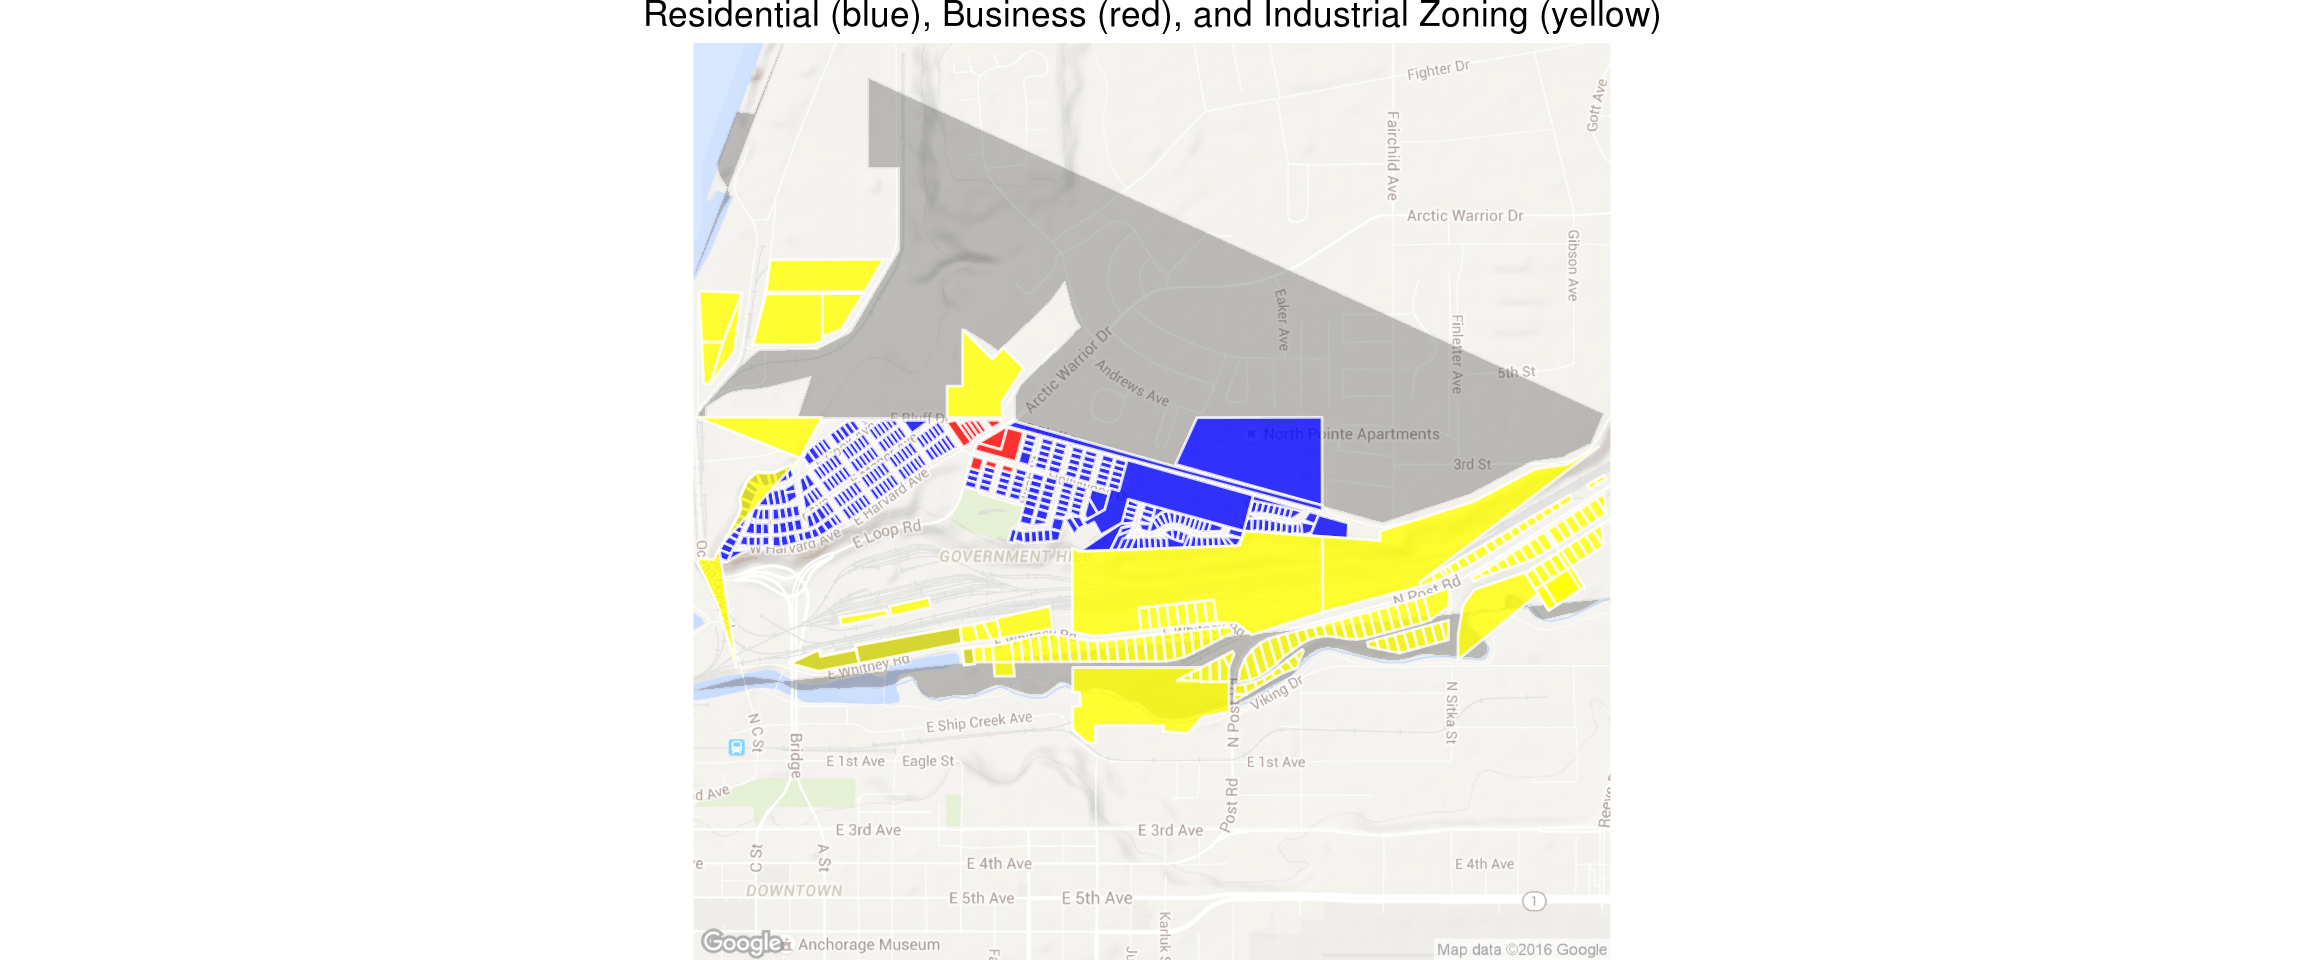 Residential (blue), Business (red), and Industrial Zoning (yellow)
Fighter Dr
Gott Ave
Fairchild Ave
Arctic Warrior Dr
Gibson Ave
Eaker Ave
Finletter Ave
Arctic Warrior Dr
Andrews Ave
5th St
E Bluff D
North Pointe Apartments
3rd St
E Harvard Ave
W Harvard Ave
E Loop Rd
GOVERNMENT HI
N Post Rd
E Whitney Rd
E Whitney Rd
Viking Dr
N Sitka St
N C St
E Ship Creek Ave
N Pos
Bridge
E 1st Ave
Eagle St
E 1st Ave
d Ave
Post Rd
Reeve
E 3rd Ave
E 3rd Ave
C St
A St
E 4th Ave
E 4th Ave
DOWNTOWN
E 5th Ave
E 5th Ave
1
Karluk S
Google
Anchorage Museum
Map data ©2016 Google